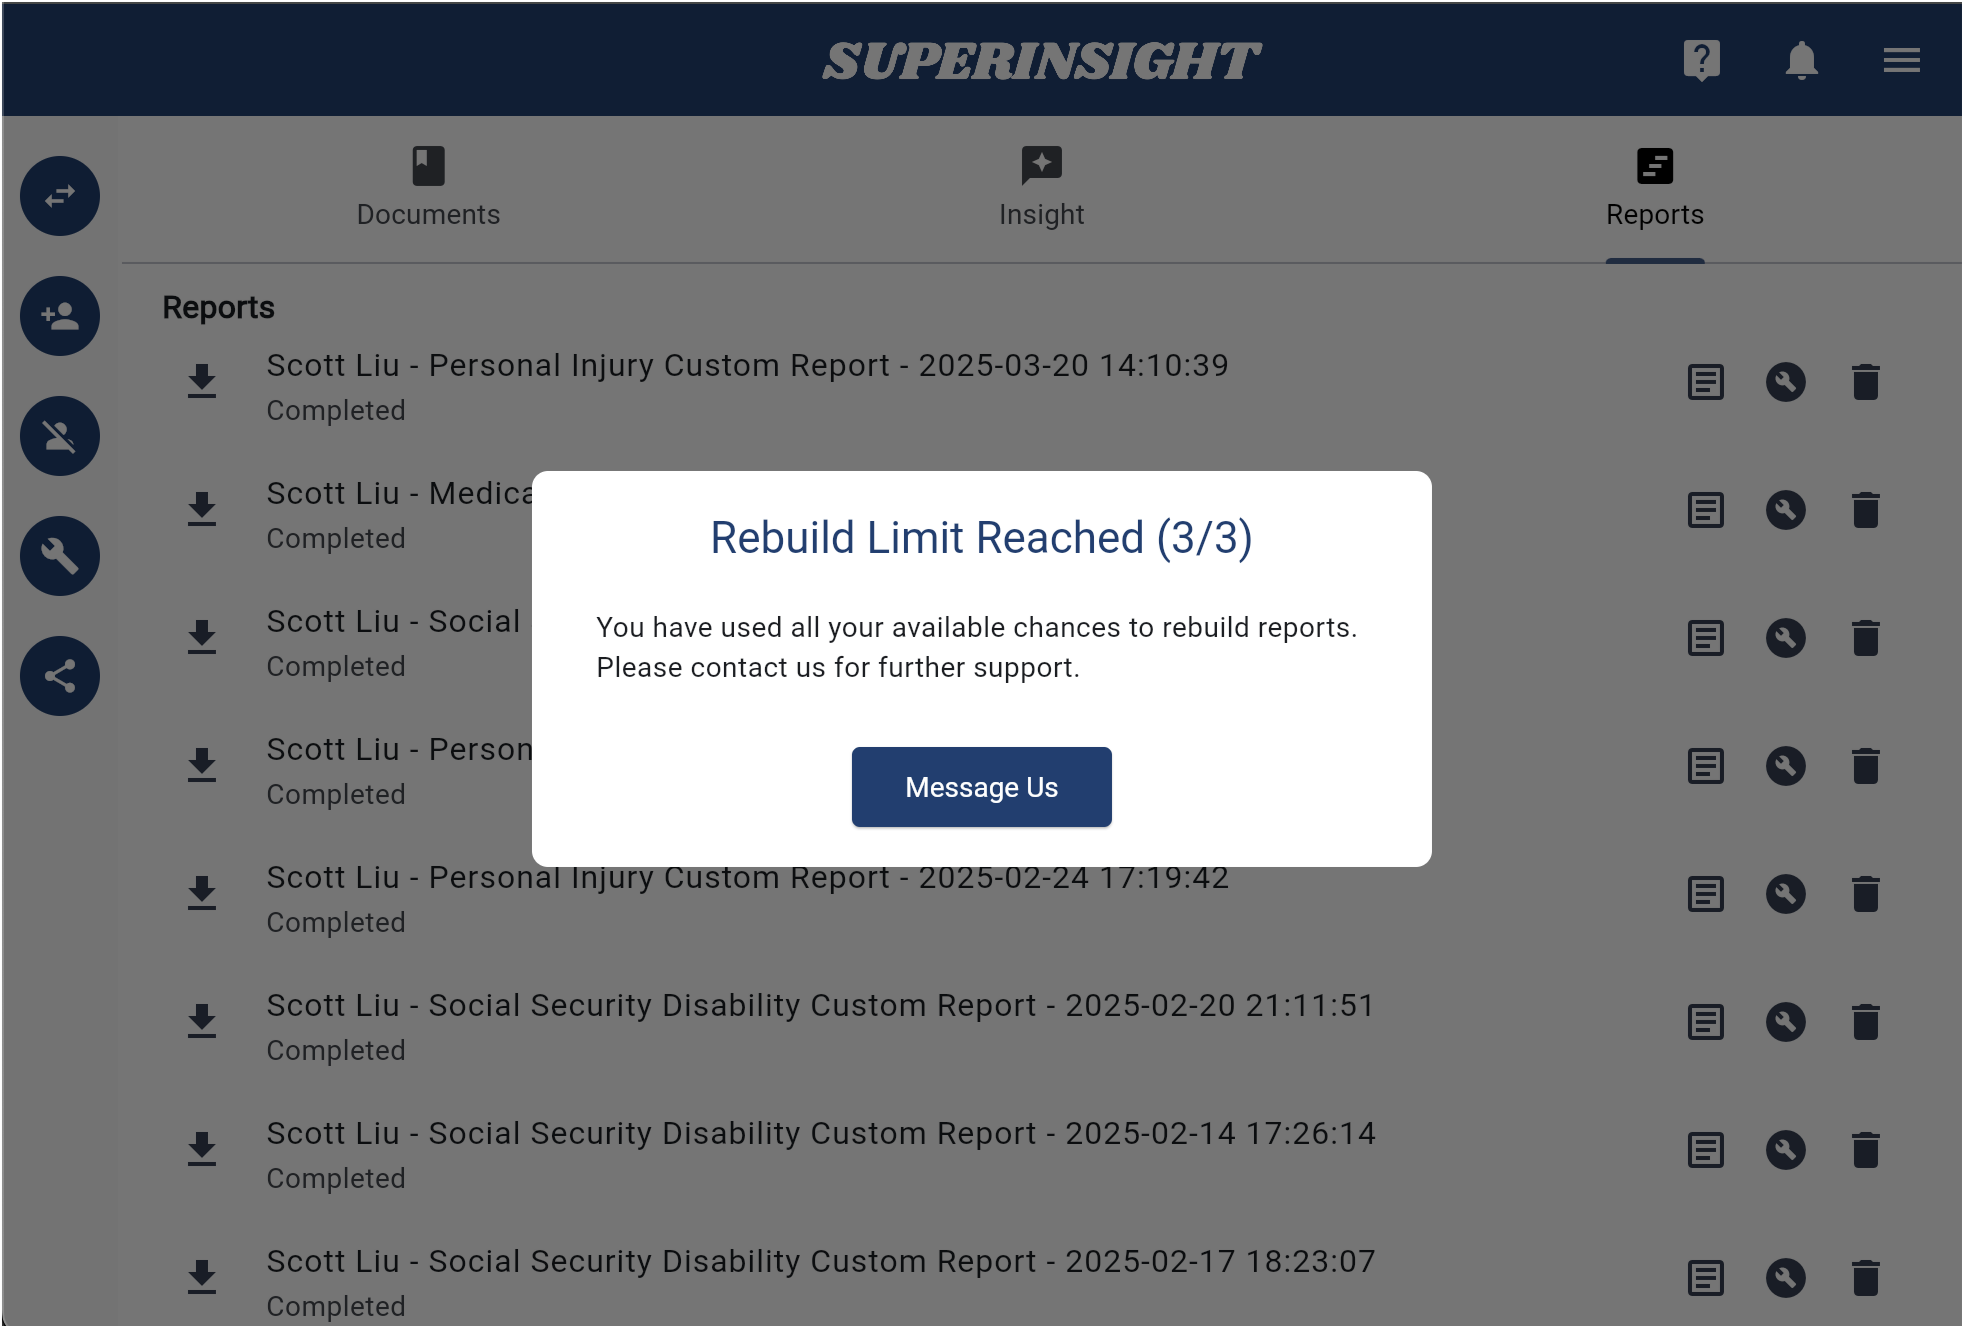 SUPERINSIGHT
Documents
Insight
Reports
Reports
Scott Liu - Personal Injury Custom Report - 2025-03-20 14:10:39
Completed
Scott Liu -
Completed
Scott Liu - Social
Completed
Scott Liu -
Completed
Rebuild Limit Reached (3/3)
You have used all your available chances to rebuild reports.
Please contact us for further support.
Message Us
Scott Liu - Personal Injury Custom Report - 2025-02-24 17:19:42
Completed
Scott Liu - Social Security Disability Custom Report - 2025-02-20 21:11:51
Completed
Scott Liu - Social Security Disability Custom Report - 2025-02-14 17:26:14
Completed
Scott Liu - Social Security Disability Custom Report - 2025-02-17 18:23:07
Completed